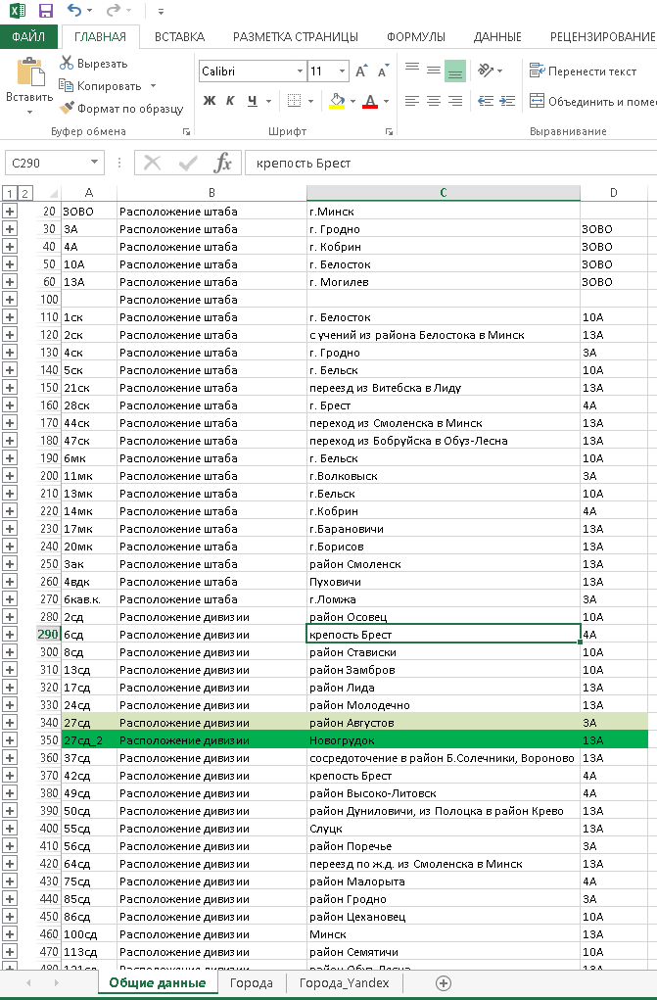 ФАЙЛ ГЛАВНАЯ ВСТАВКА РАЗМЕТКА СТРАНИЦЫ ФОРМУЛЫ ДАННЫЕ РЕЦЕНЗИРОВАНИЕ
Вставить
Вырезать
Копировать
Формат по образцу
Буфер обмена
Calibri 11
Ж К Ч
Шрифт
Перенести текст
Объединить и поме
Выравнивание
C290 fx крепость Брест
1 2 A B C D
20 ЗОВО Расположение штаба г.Минск
30 3А Расположение штаба г. Гродно ЗОВО
40 4А Расположение штаба г. Кобрин ЗОВО
50 10А Расположение штаба г. Белосток ЗОВО
60 13А Расположение штаба г. Могилев ЗОВО
100 Расположение штаба
110 1ск Расположение штаба г. Белосток 10А
120 2ск Расположение штаба с учений из района Белостока в Минск 13А
130 4ск Расположение штаба г. Гродно 3А
140 5ск Расположение штаба г. Бельск 10А
150 21ск Расположение штаба переезд из Витебска в Лиду 13А
160 28ск Расположение штаба г. Брест 4А
170 44ск Расположение штаба переход из Смоленска в Минск 13А
180 47ск Расположение штаба переход из Бобруйска в Обуз-Лесна 13А
190 6мк Расположение штаба г. Бельск 10А
200 11мк Расположение штаба г.Волковыск 3А
210 13мк Расположение штаба г.Бельск 10А
220 14мк Расположение штаба г.Кобрин 4А
230 17мк Расположение штаба г.Барановичи 13А
240 20мк Расположение штаба г.Борисов 13А
250 3ак Расположение штаба район Смоленск 13А
260 4вдк Расположение штаба Пуховичи 13А
270 6кав.к. Расположение штаба г.Ломжа 3А
280 2сд Расположение дивизии район Осовец 10А
290 6сд Расположение дивизии крепость Брест 4А
300 8сд Расположение дивизии район Стависки 10А
310 13сд Расположение дивизии район Замбров 10А
320 17сд Расположение дивизии район Лида 13А
330 24сд Расположение дивизии район Молодечно 13А
340 27сд Расположение дивизии район Августов 3А
350 27сд_2 Расположение дивизии Новогрудок 13А
360 37сд Расположение дивизии сосредоточение в район Б.Солечники, Вороново 13А
370 42сд Расположение дивизии крепость Брест 4А
380 49сд Расположение дивизии район Высоко-Литовск 4А
390 50сд Расположение дивизии район Дуниловичи, из Полоцка в район Крево 13А
400 55сд Расположение дивизии Слуцк 13А
410 56сд Расположение дивизии район Поречье 3А
420 64сд Расположение дивизии переезд по ж.д. из Смоленска в Минск 13А
430 75сд Расположение дивизии район Малорыта 4А
440 85сд Расположение дивизии район Гродно 3А
450 86сд Расположение дивизии район Цехановец 10А
460 100сд Расположение дивизии Минск 13А
470 113сд Расположение дивизии район Семятичи 10А
480 121сд Расположение дивизии район Обуз-Лесна 13А
Общие данные Города Города_Yandex